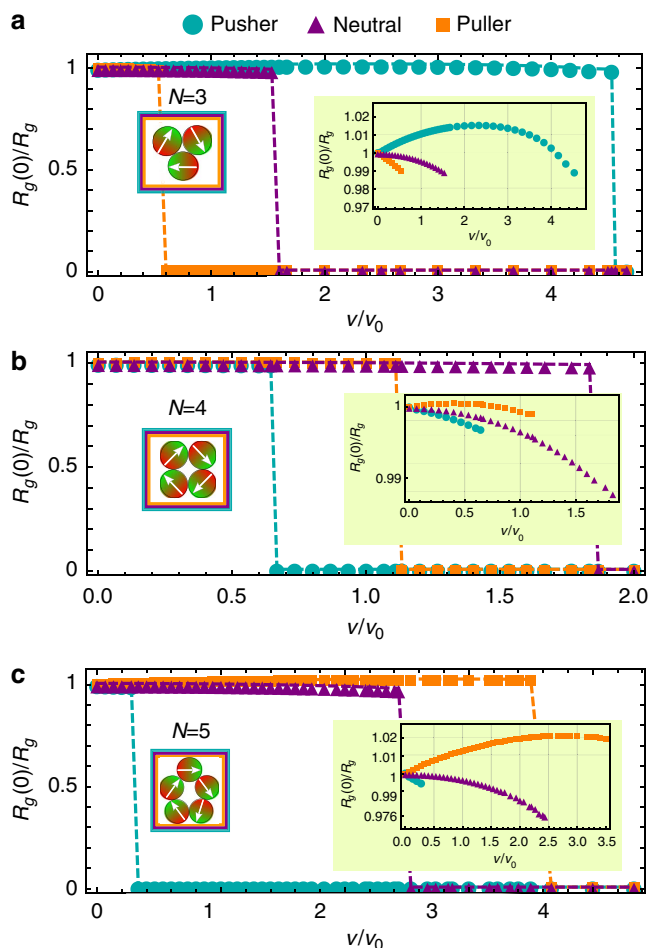 a Pusher Neutral Puller
1
0.5
0
R_g(0)/R_g
N=3
1.02
1.01
1.00
0.99
0.98
0.97
R_g(0)/R_g
0 1 2 3 4
v/v_0
0 1 2 3 4
v/v_0
b
1
0.5
0
R_g(0)/R_g
N=4
1
0.99
R_g(0)/R_g
0.0 0.5 1.0 1.5
v/v_0
0.0 0.5 1.0 1.5 2.0
v/v_0
c
1
0.5
0
R_g(0)/R_g
N=5
1.02
1.01
1
0.99
0.976
R_g(0)/R_g
0.0 0.5 1.0 1.5 2.0 2.5 3.0 3.5
v/v_0
0 1 2 3 4
v/v_0